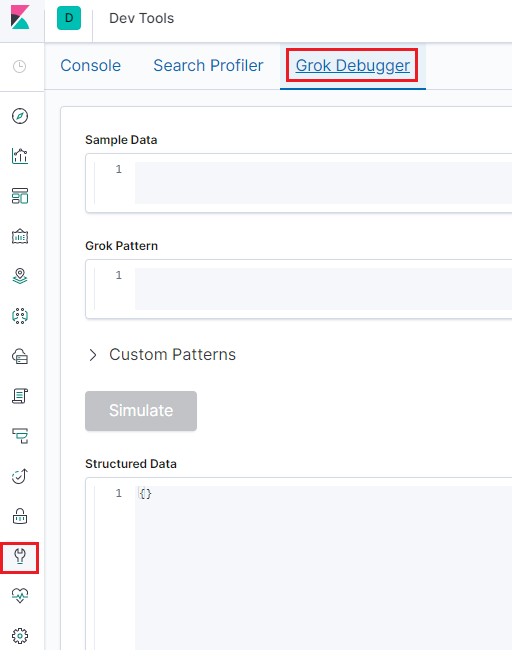 D
Dev Tools
Console
Search Profiler
Grok Debugger
Sample Data
1
Grok Pattern
1
Custom Patterns
Simulate
Structured Data
1
{}